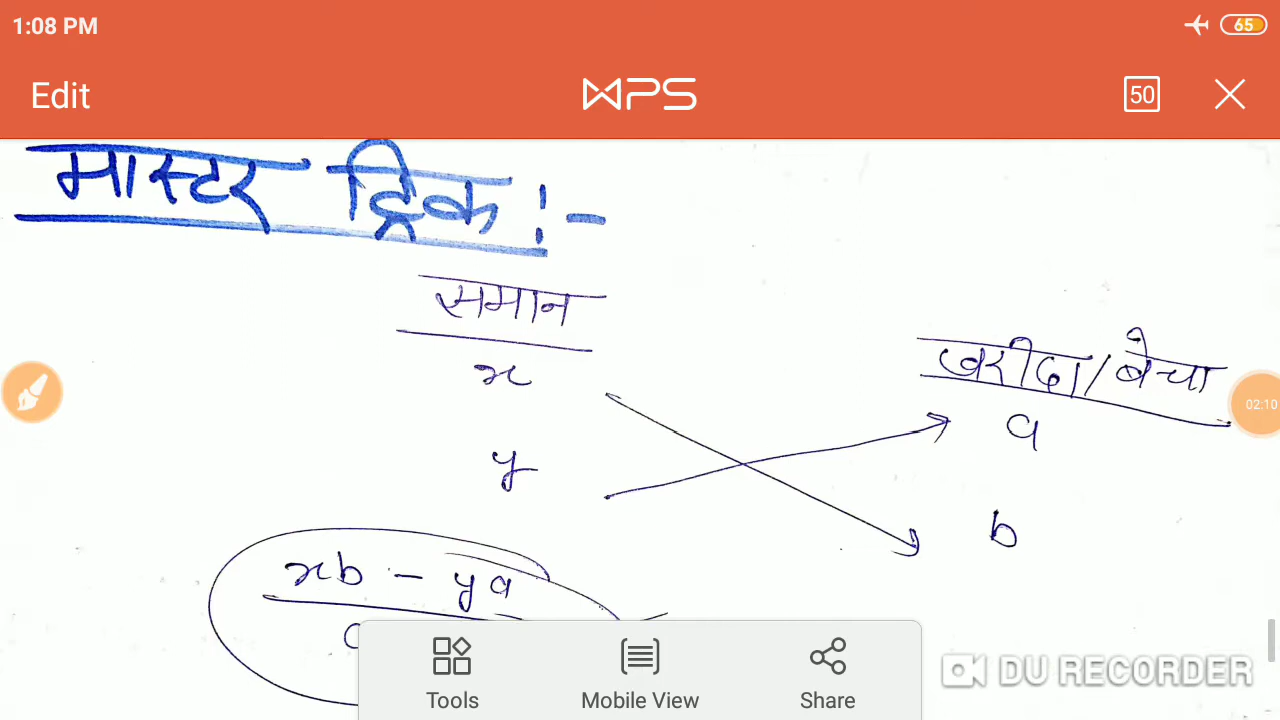 1:08 PM
65
Edit
WPS
50
मास्टर ट्रिक :-
समान
खरीदा/बेचा
x
a
02:10
y
b
xb - ya
Tools
Mobile View
Share
DU RECORDER